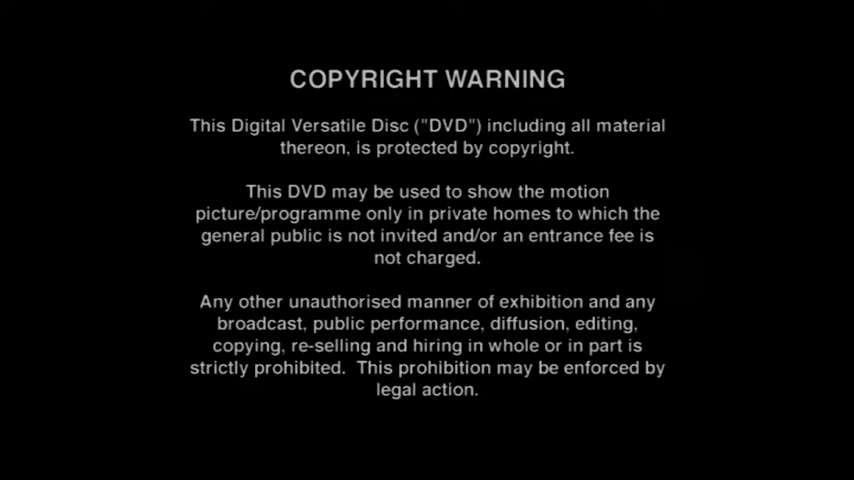 COPYRIGHT WARNING
This Digital Versatile Disc ("DVD") including all material
thereon, is protected by copyright.
This DVD may be used to show the motion
picture/programme only in private homes to which the
general public is not invited and/or an entrance fee is
not charged.
Any other unauthorised manner of exhibition and any
broadcast, public performance, diffusion, editing,
copying, re-selling and hiring in whole or in part is
strictly prohibited.  This prohibition may be enforced by
legal action.